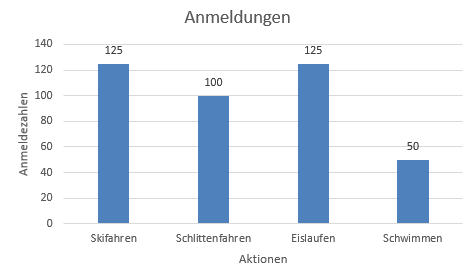 Anmeldungen
Anmeldezahlen
140
120
100
80
60
40
20
0
125
100
125
50
Skifahren
Schlittenfahren
Eislaufen
Schwimmen
Aktionen